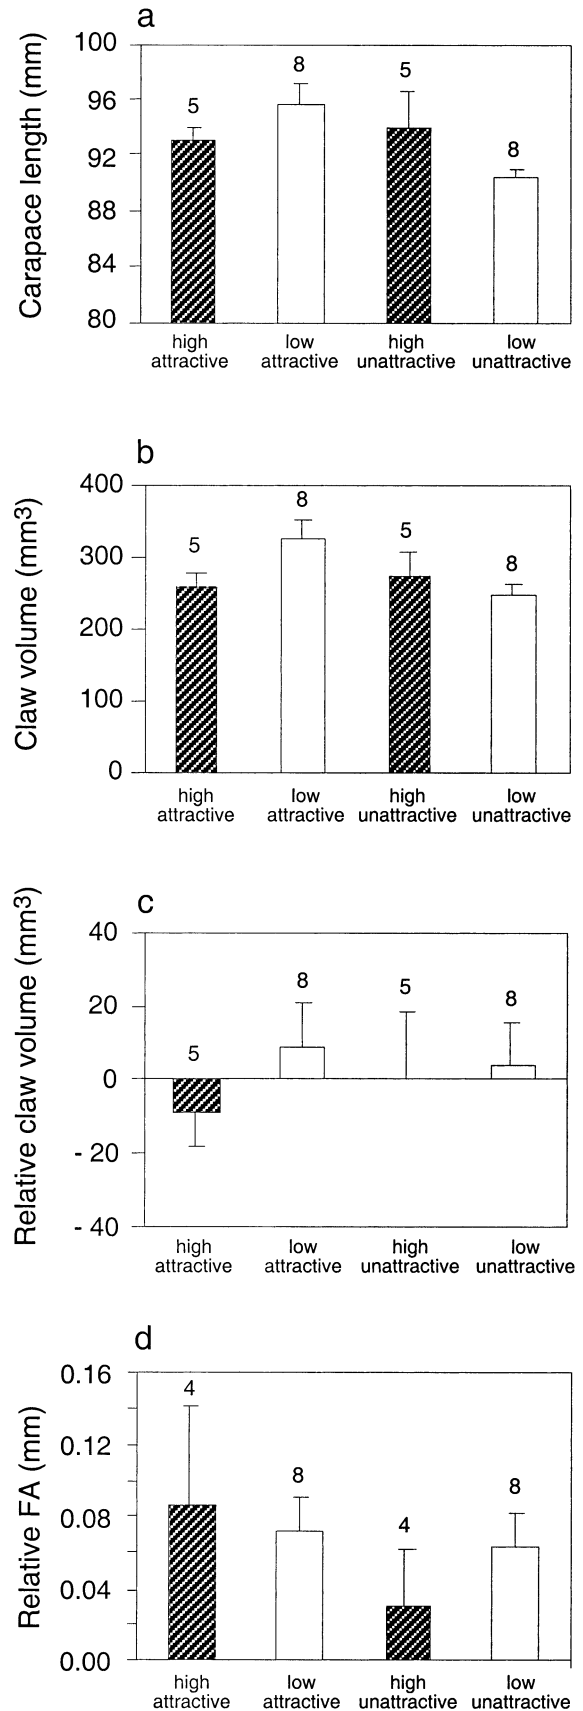 a
Carapace length (mm)
100
96
92
88
84
80
5
8
5
8
high
attractive
low
attractive
high
unattractive
low
unattractive
b
Claw volume (mm3)
400
300
200
100
0
5
8
5
8
high
attractive
low
attractive
high
unattractive
low
unattractive
c
Relative claw volume (mm3)
40
20
0
- 20
- 40
5
8
5
8
high
attractive
low
attractive
high
unattractive
low
unattractive
d
Relative FA (mm)
0.16
0.12
0.08
0.04
0.00
4
8
4
8
high
attractive
low
attractive
high
unattractive
low
unattractive